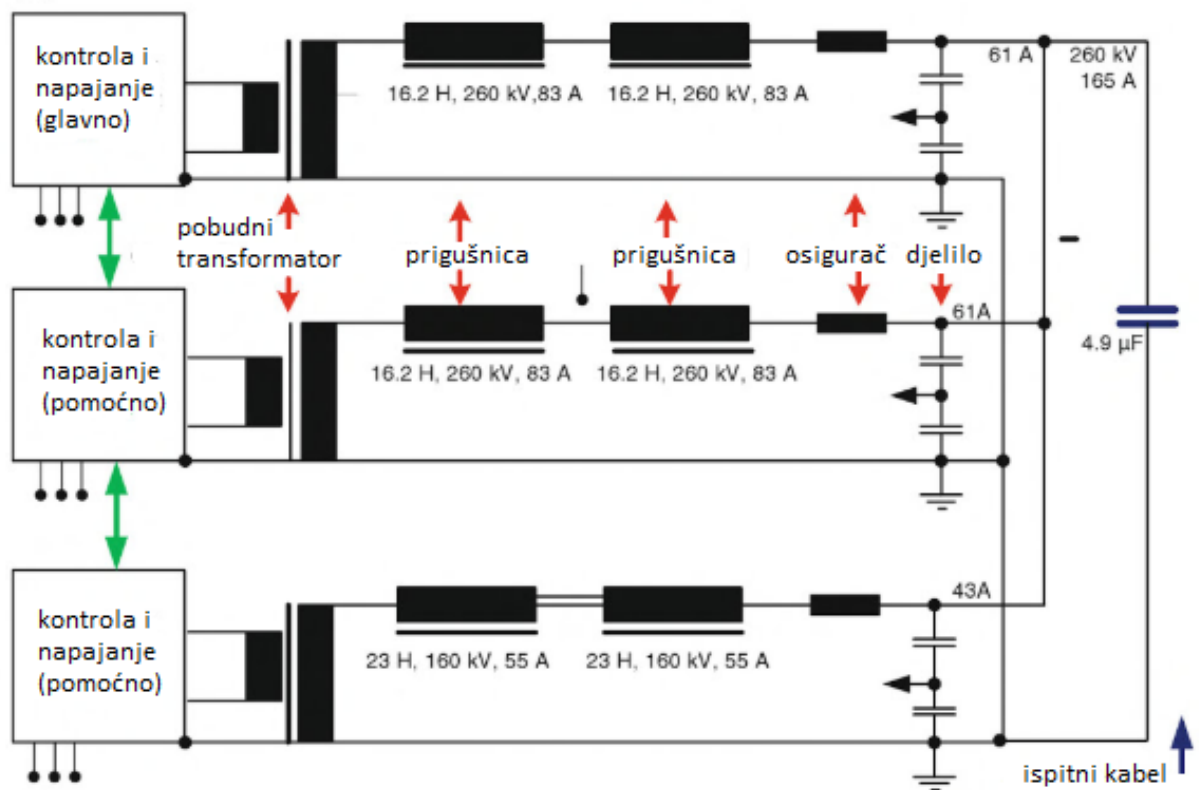 kontrola i
napajanje
(glavno)
16.2 H, 260 kV,83 A
16.2 H, 260 kV, 83 A
61 A
260 kV
165 A
pobudni
transformator
prigušnica
prigušnica
osigurač
djelilo
kontrola i
napajanje
(pomoćno)
16.2 H, 260 kV, 83 A
16.2 H, 260 kV, 83 A
61A
4.9 µF
kontrola i
napajanje
(pomoćno)
23 H, 160 kV, 55 A
23 H, 160 kV, 55 A
43A
ispitni kabel